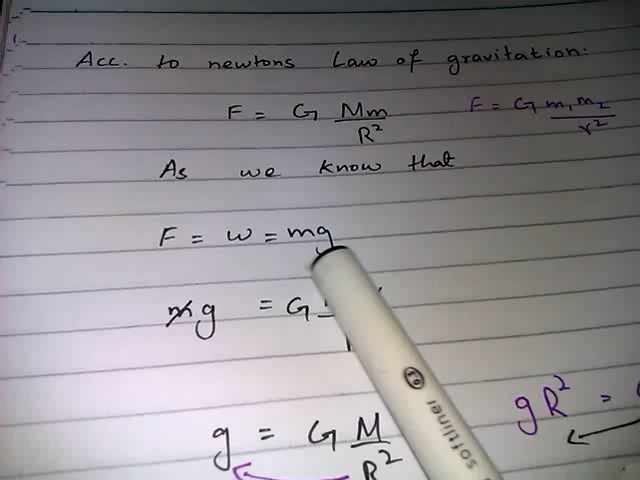 Acc. to newtons Law of gravitation.
F = G Mm/R² F = G m₁m₂/r²
As we know that
F = w = mg
mg = G
g = G M/R² gR² =
softliner